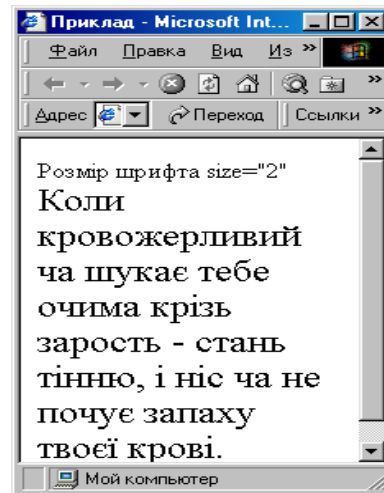 Приклад - Microsoft Int...
Файл Правка Вид Из »
»
Адрес Переход Ссылки »
Розмір шрифта size="2"
Коли
кровожерливий
ча шукає тебе
очима крізь
зарость - стань
тінню, і ніс ча не
почує запаху
твоєї крові.
Мой компьютер